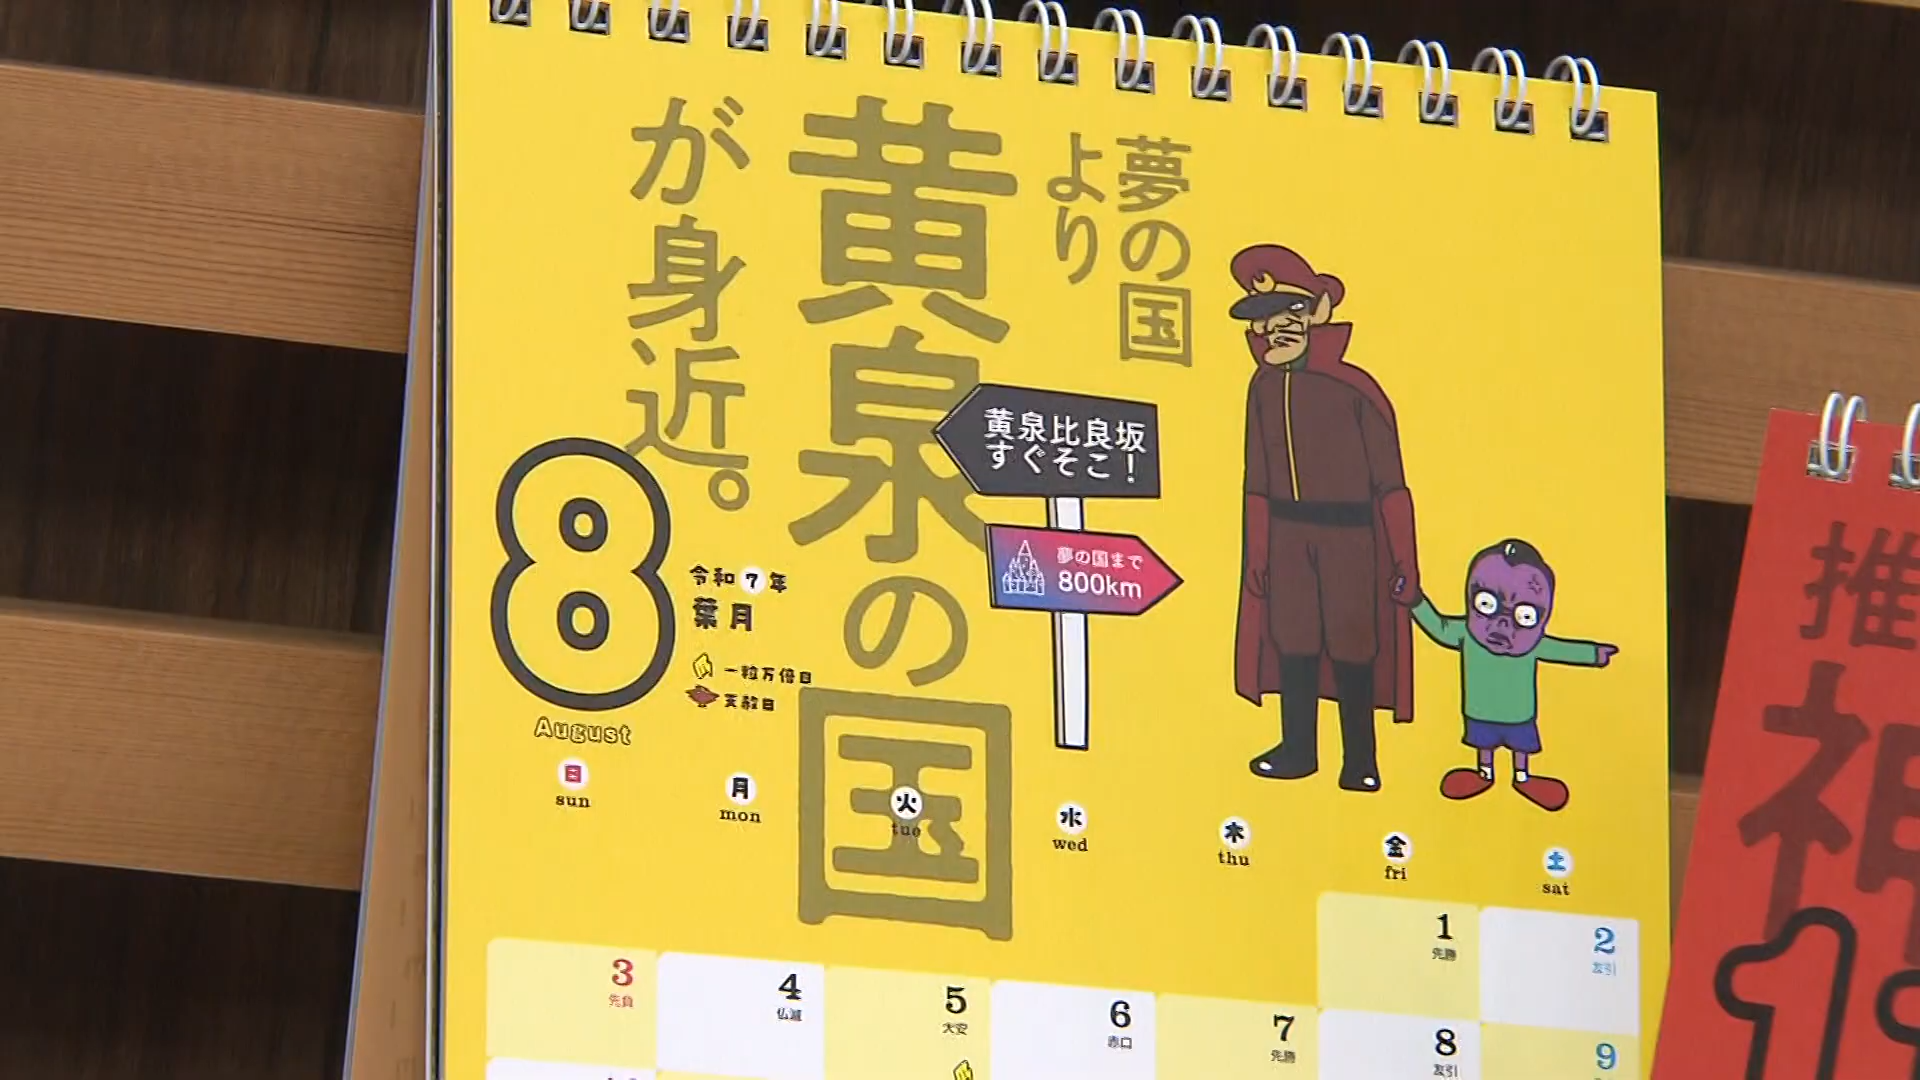 夢の国
より
黄泉の国
が身近。
黄泉比良坂
すぐそこ！
夢の国まで
800km
8
August
令和7年
葉月
一粒万倍日
天赦日
日 月 火 水 木 金 土
sun mon tue wed thu fri sat
1 2
先勝 友引
3 4 5 6 7 8 9
先負 仏滅 大安 赤口 先勝 友引
推
神